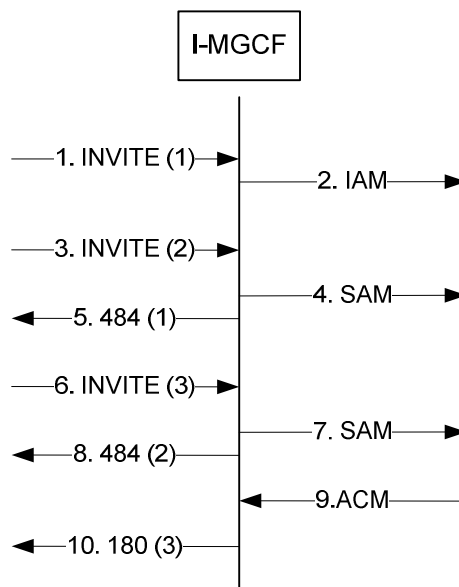 I-MGCF
1. INVITE (1)
2. IAM
3. INVITE (2)
4. SAM
5. 484 (1)
6. INVITE (3)
7. SAM
8. 484 (2)
9.ACM
10. 180 (3)